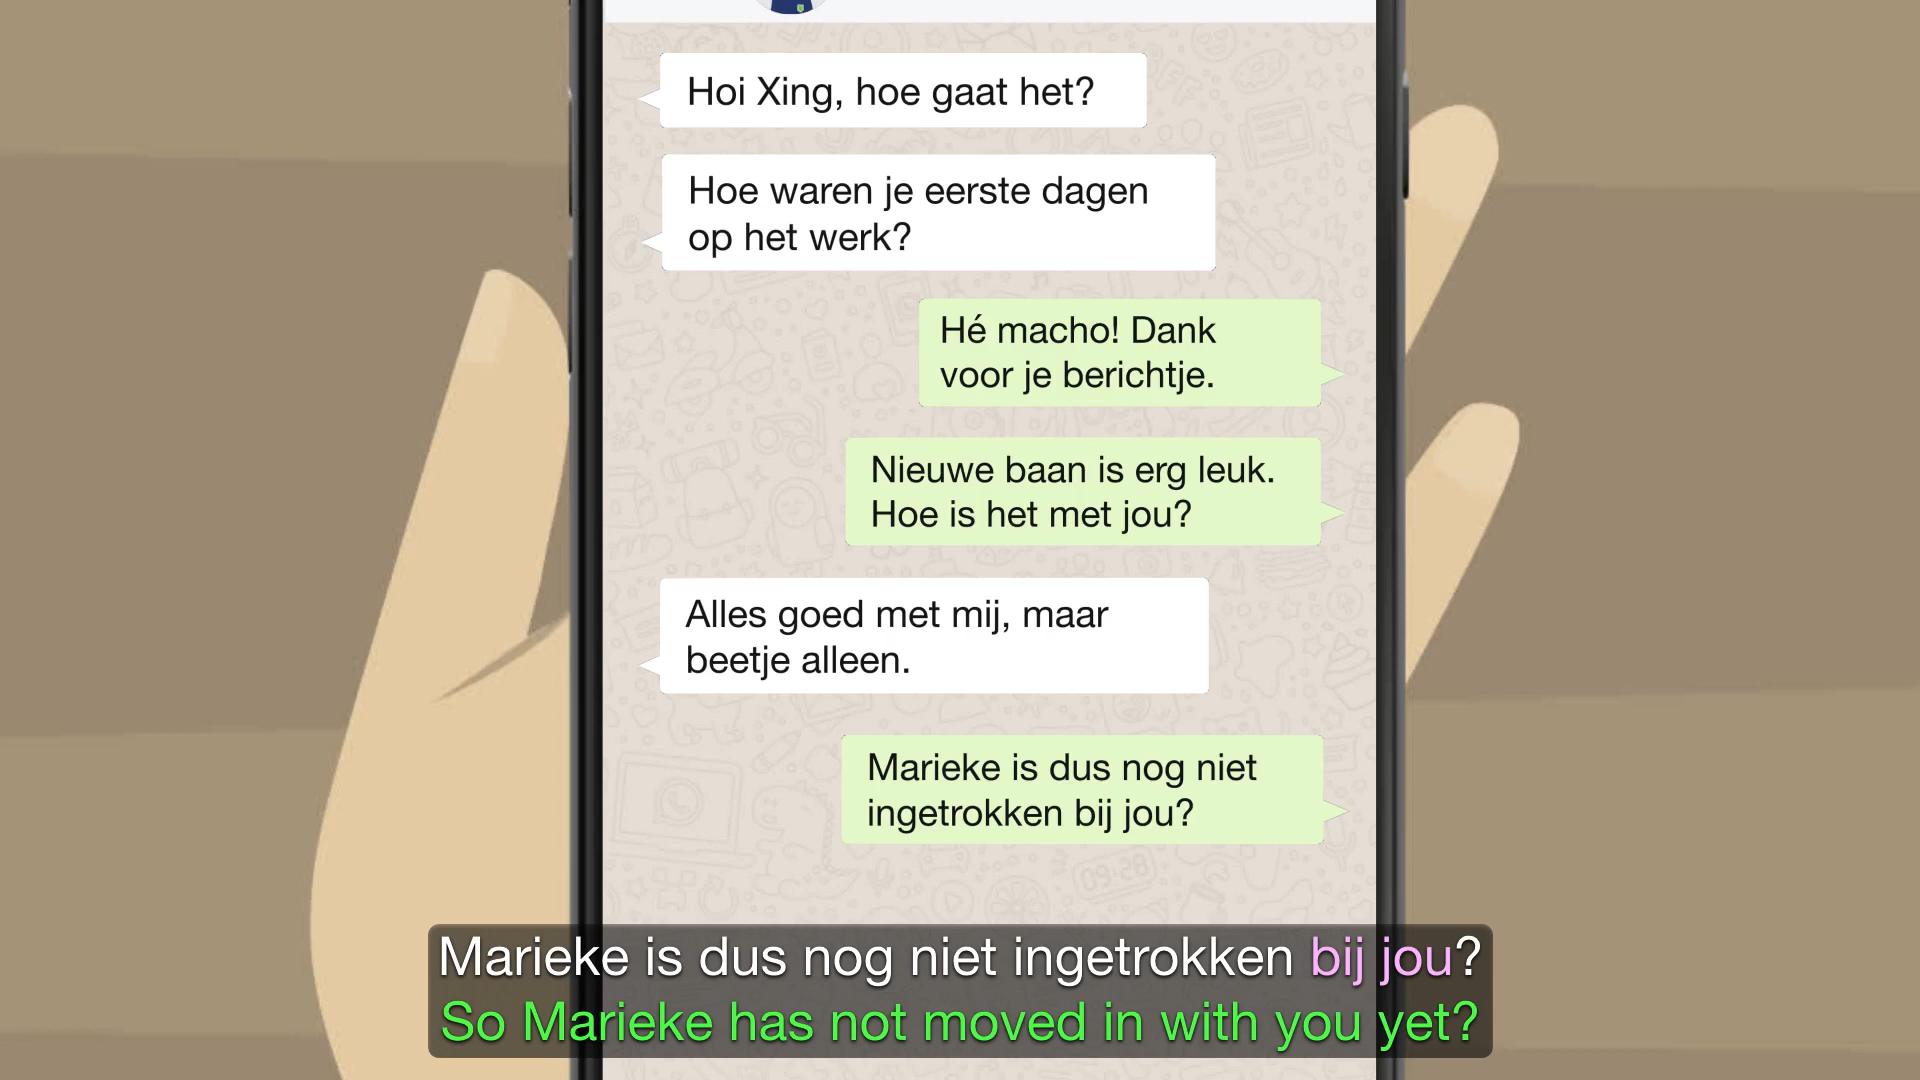 Hoi Xing, hoe gaat het?
Hoe waren je eerste dagen
op het werk?
Hé macho! Dank
voor je berichtje.
Nieuwe baan is erg leuk.
Hoe is het met jou?
Alles goed met mij, maar
beetje alleen.
Marieke is dus nog niet
ingetrokken bij jou?
09:28
Marieke is dus nog niet ingetrokken bij jou?
So Marieke has not moved in with you yet?